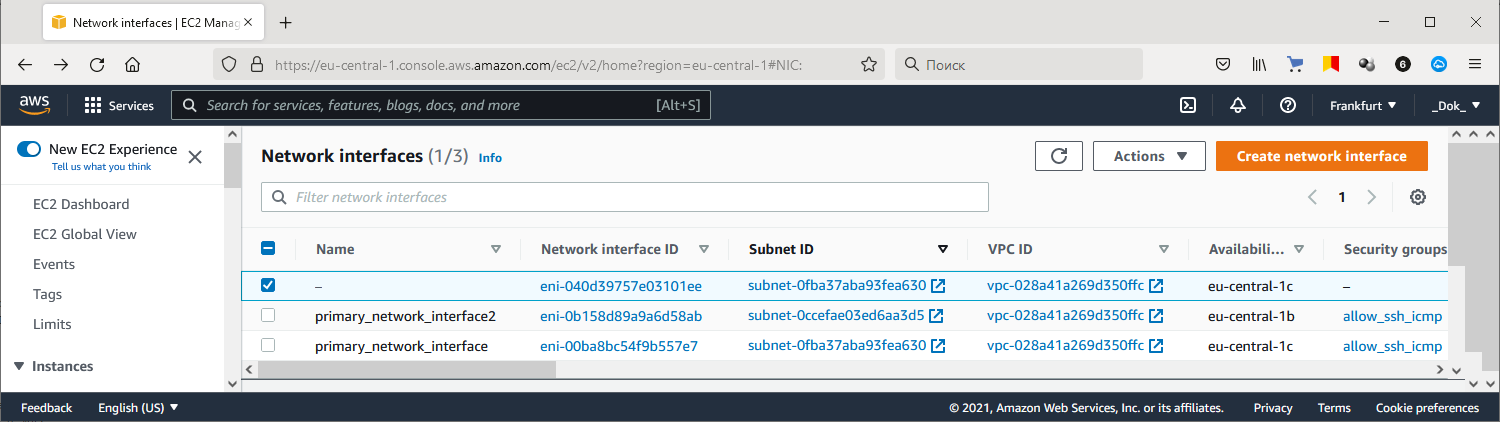 Network interfaces | EC2 Manag
https://eu-central-1.console.aws.amazon.com/ec2/v2/home?region=eu-central-1#NIC:
Поиск
6
aws
Services
Search for services, features, blogs, docs, and more
[Alt+S]
Frankfurt
_Dok_
New EC2 Experience
Tell us what you think
EC2 Dashboard
EC2 Global View
Events
Tags
Limits
Instances
Network interfaces (1/3) Info
Actions
Create network interface
Filter network interfaces
1
Name Network interface ID Subnet ID VPC ID Availabili... Security groups
– eni-040d39757e03101ee subnet-0fba37aba93fea630 vpc-028a41a269d350ffc eu-central-1c –
primary_network_interface2 eni-0b158d89a9a6d58ab subnet-0ccefae03ed6aa3d5 vpc-028a41a269d350ffc eu-central-1b allow_ssh_icmp
primary_network_interface eni-00ba8bc54f9b557e7 subnet-0fba37aba93fea630 vpc-028a41a269d350ffc eu-central-1c allow_ssh_icmp
Feedback English (US) © 2021, Amazon Web Services, Inc. or its affiliates. Privacy Terms Cookie preferences